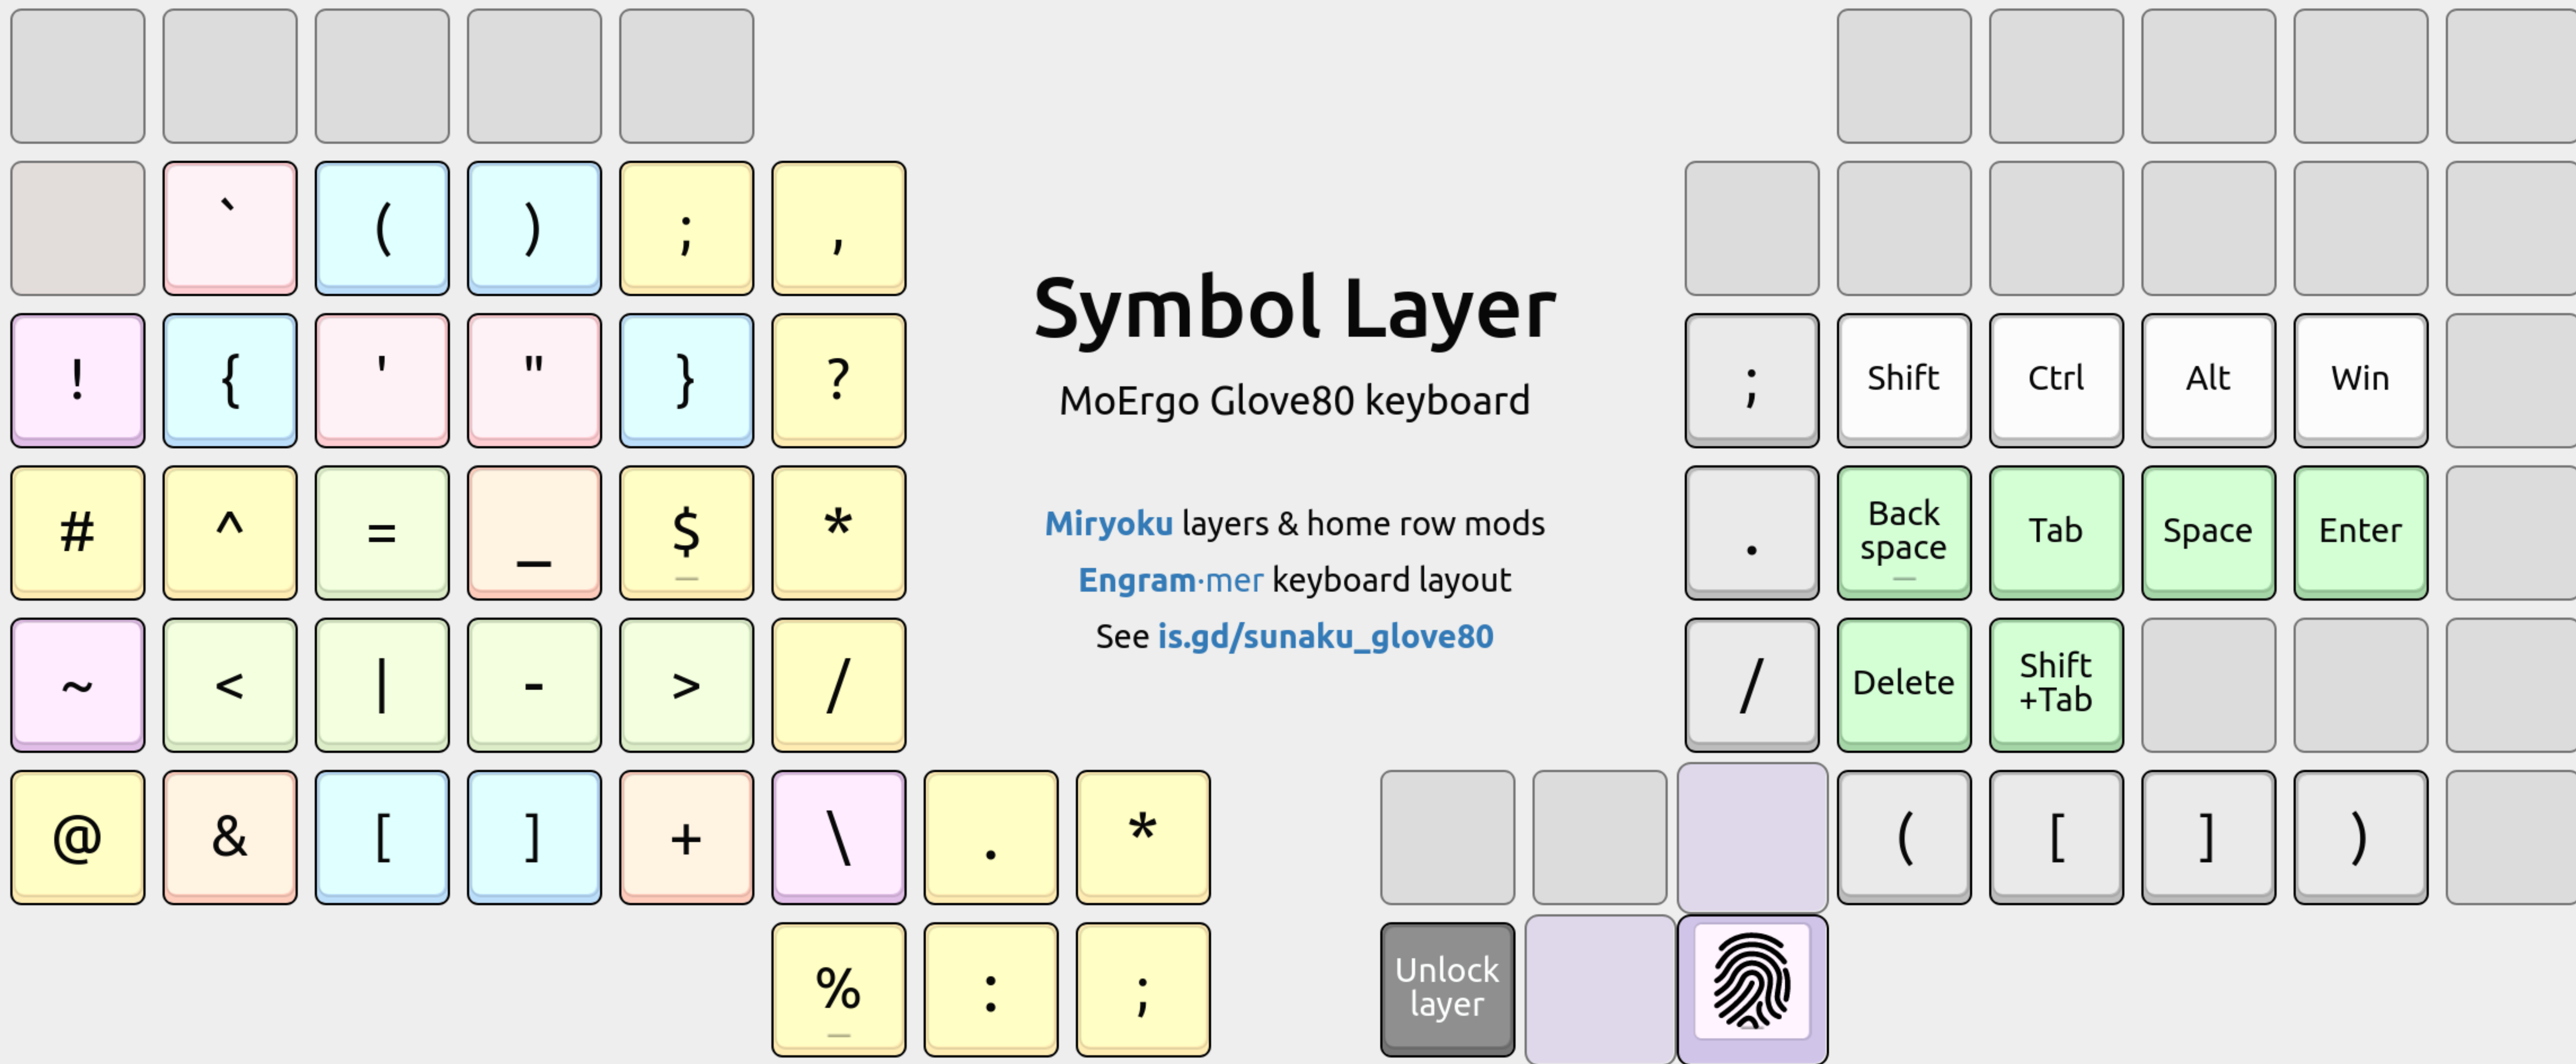 ` ( ) ; ,
Symbol Layer
! { ' " } ?
; Shift Ctrl Alt Win
MoErgo Glove80 keyboard
# ^ = _ $ *
Miryoku layers & home row mods
. Back space Tab Space Enter
Engram·mer keyboard layout
See is.gd/sunaku_glove80
~ < | - > /
/ Delete Shift +Tab
@ & [ ] + \ . *
( [ ] )
% : ;
Unlock layer